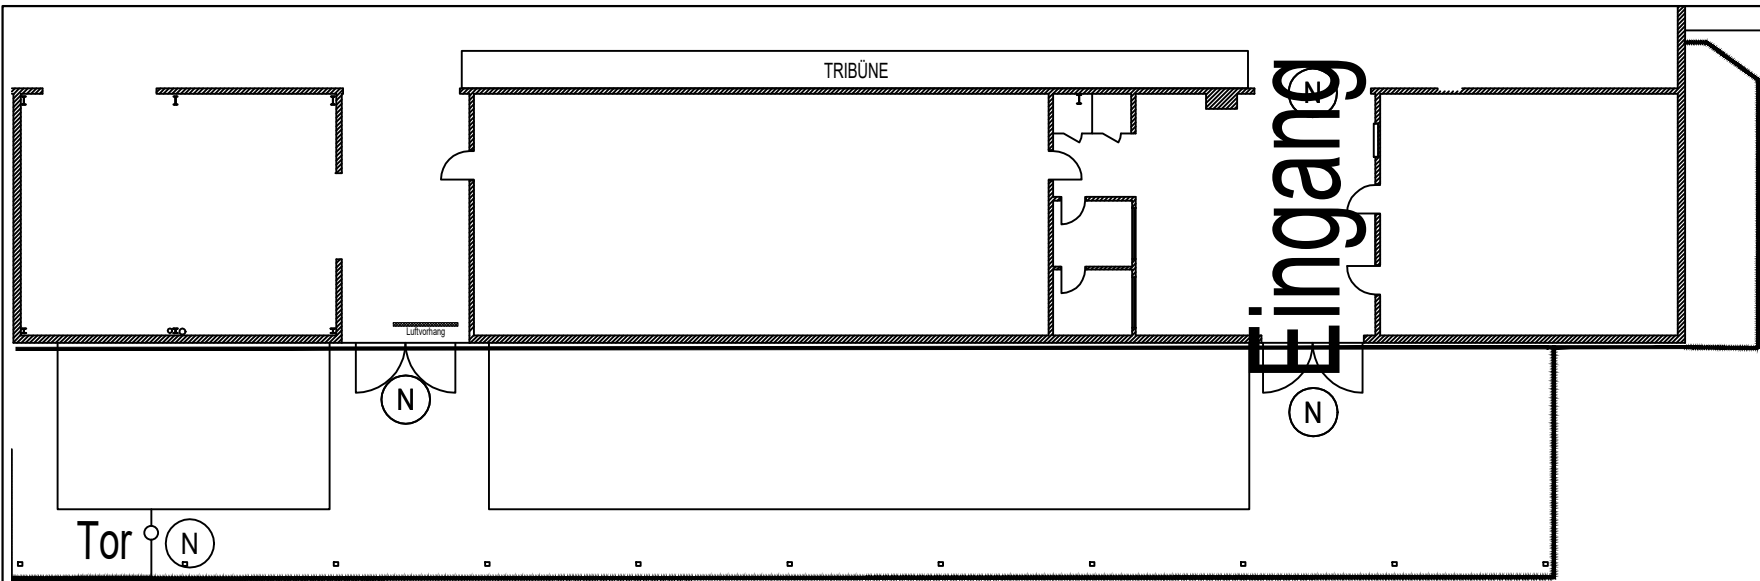 TRIBÜNE
N
Eingang
Luftvorhang
N
N
Tor
N